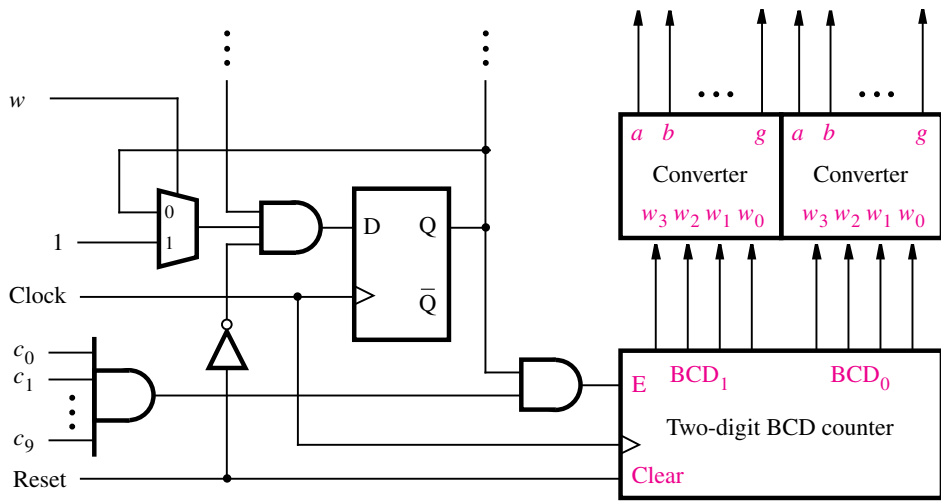 w
a b g a b g
Converter Converter
0
w3 w2 w1 w0 w3 w2 w1 w0
D Q
1 1
Clock
Q̅
c0
c1
E BCD1 BCD0
Two-digit BCD counter
c9
Reset Clear